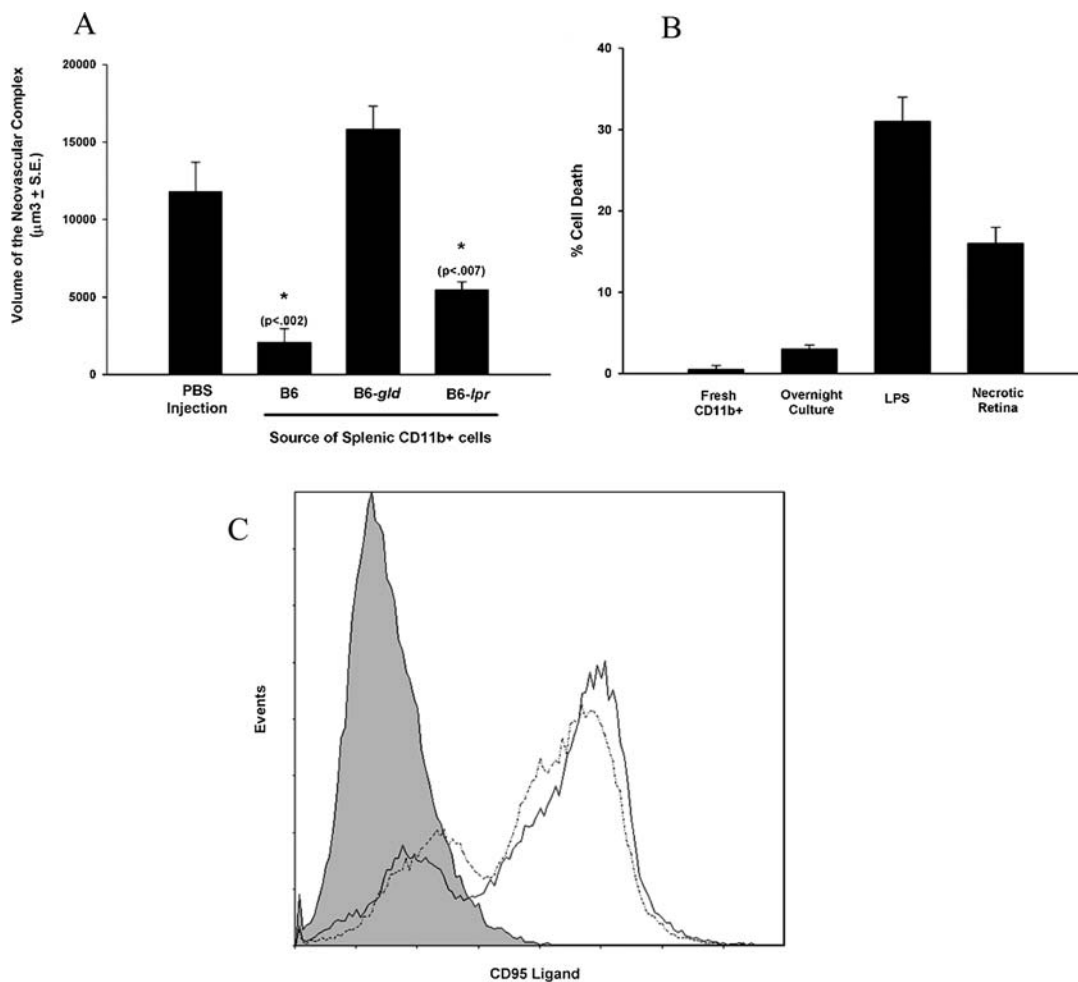 A
Volume of the Neovascular Complex
(µm3 ± S.E.)
20000
15000
10000
5000
0
*
(p<.002)
*
(p<.007)
PBS
Injection
B6
B6-gld
B6-lpr
Source of Splenic CD11b+ cells
B
% Cell Death
40
30
20
10
0
Fresh
CD11b+
Overnight
Culture
LPS
Necrotic
Retina
C
Events
CD95 Ligand